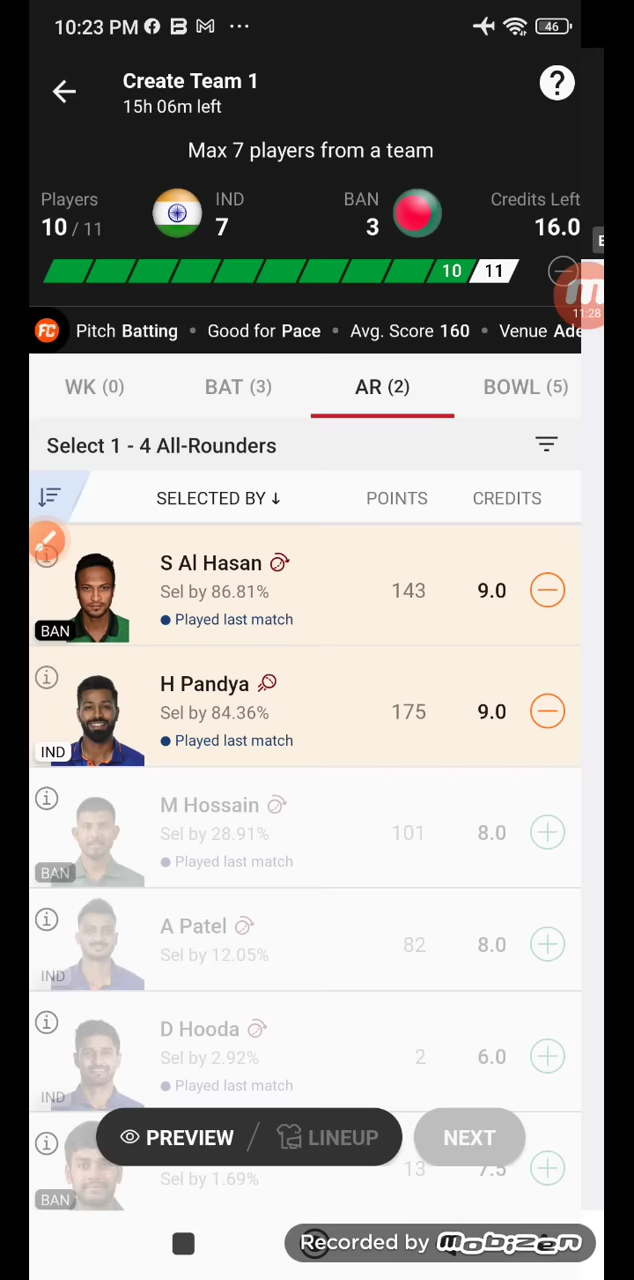 10:23 PM
46
Create Team 1
15h 06m left
?
Max 7 players from a team
Players
10 / 11
IND
7
BAN
3
Credits Left
16.0
10
11
11:28
FC
Pitch Batting • Good for Pace • Avg. Score 160 • Venue Ade
WK (0)
BAT (3)
AR (2)
BOWL (5)
Select 1 - 4 All-Rounders
SELECTED BY ↓
POINTS
CREDITS
S Al Hasan
Sel by 86.81%
143
9.0
Played last match
BAN
H Pandya
Sel by 84.36%
175
9.0
Played last match
IND
M Hossain
Sel by 28.91%
101
8.0
Played last match
BAN
A Patel
Sel by 12.05%
82
8.0
IND
D Hooda
Sel by 2.92%
2
6.0
Played last match
IND
PREVIEW / LINEUP
NEXT
Sel by 1.69%
13
7.5
BAN
Recorded by mobizen